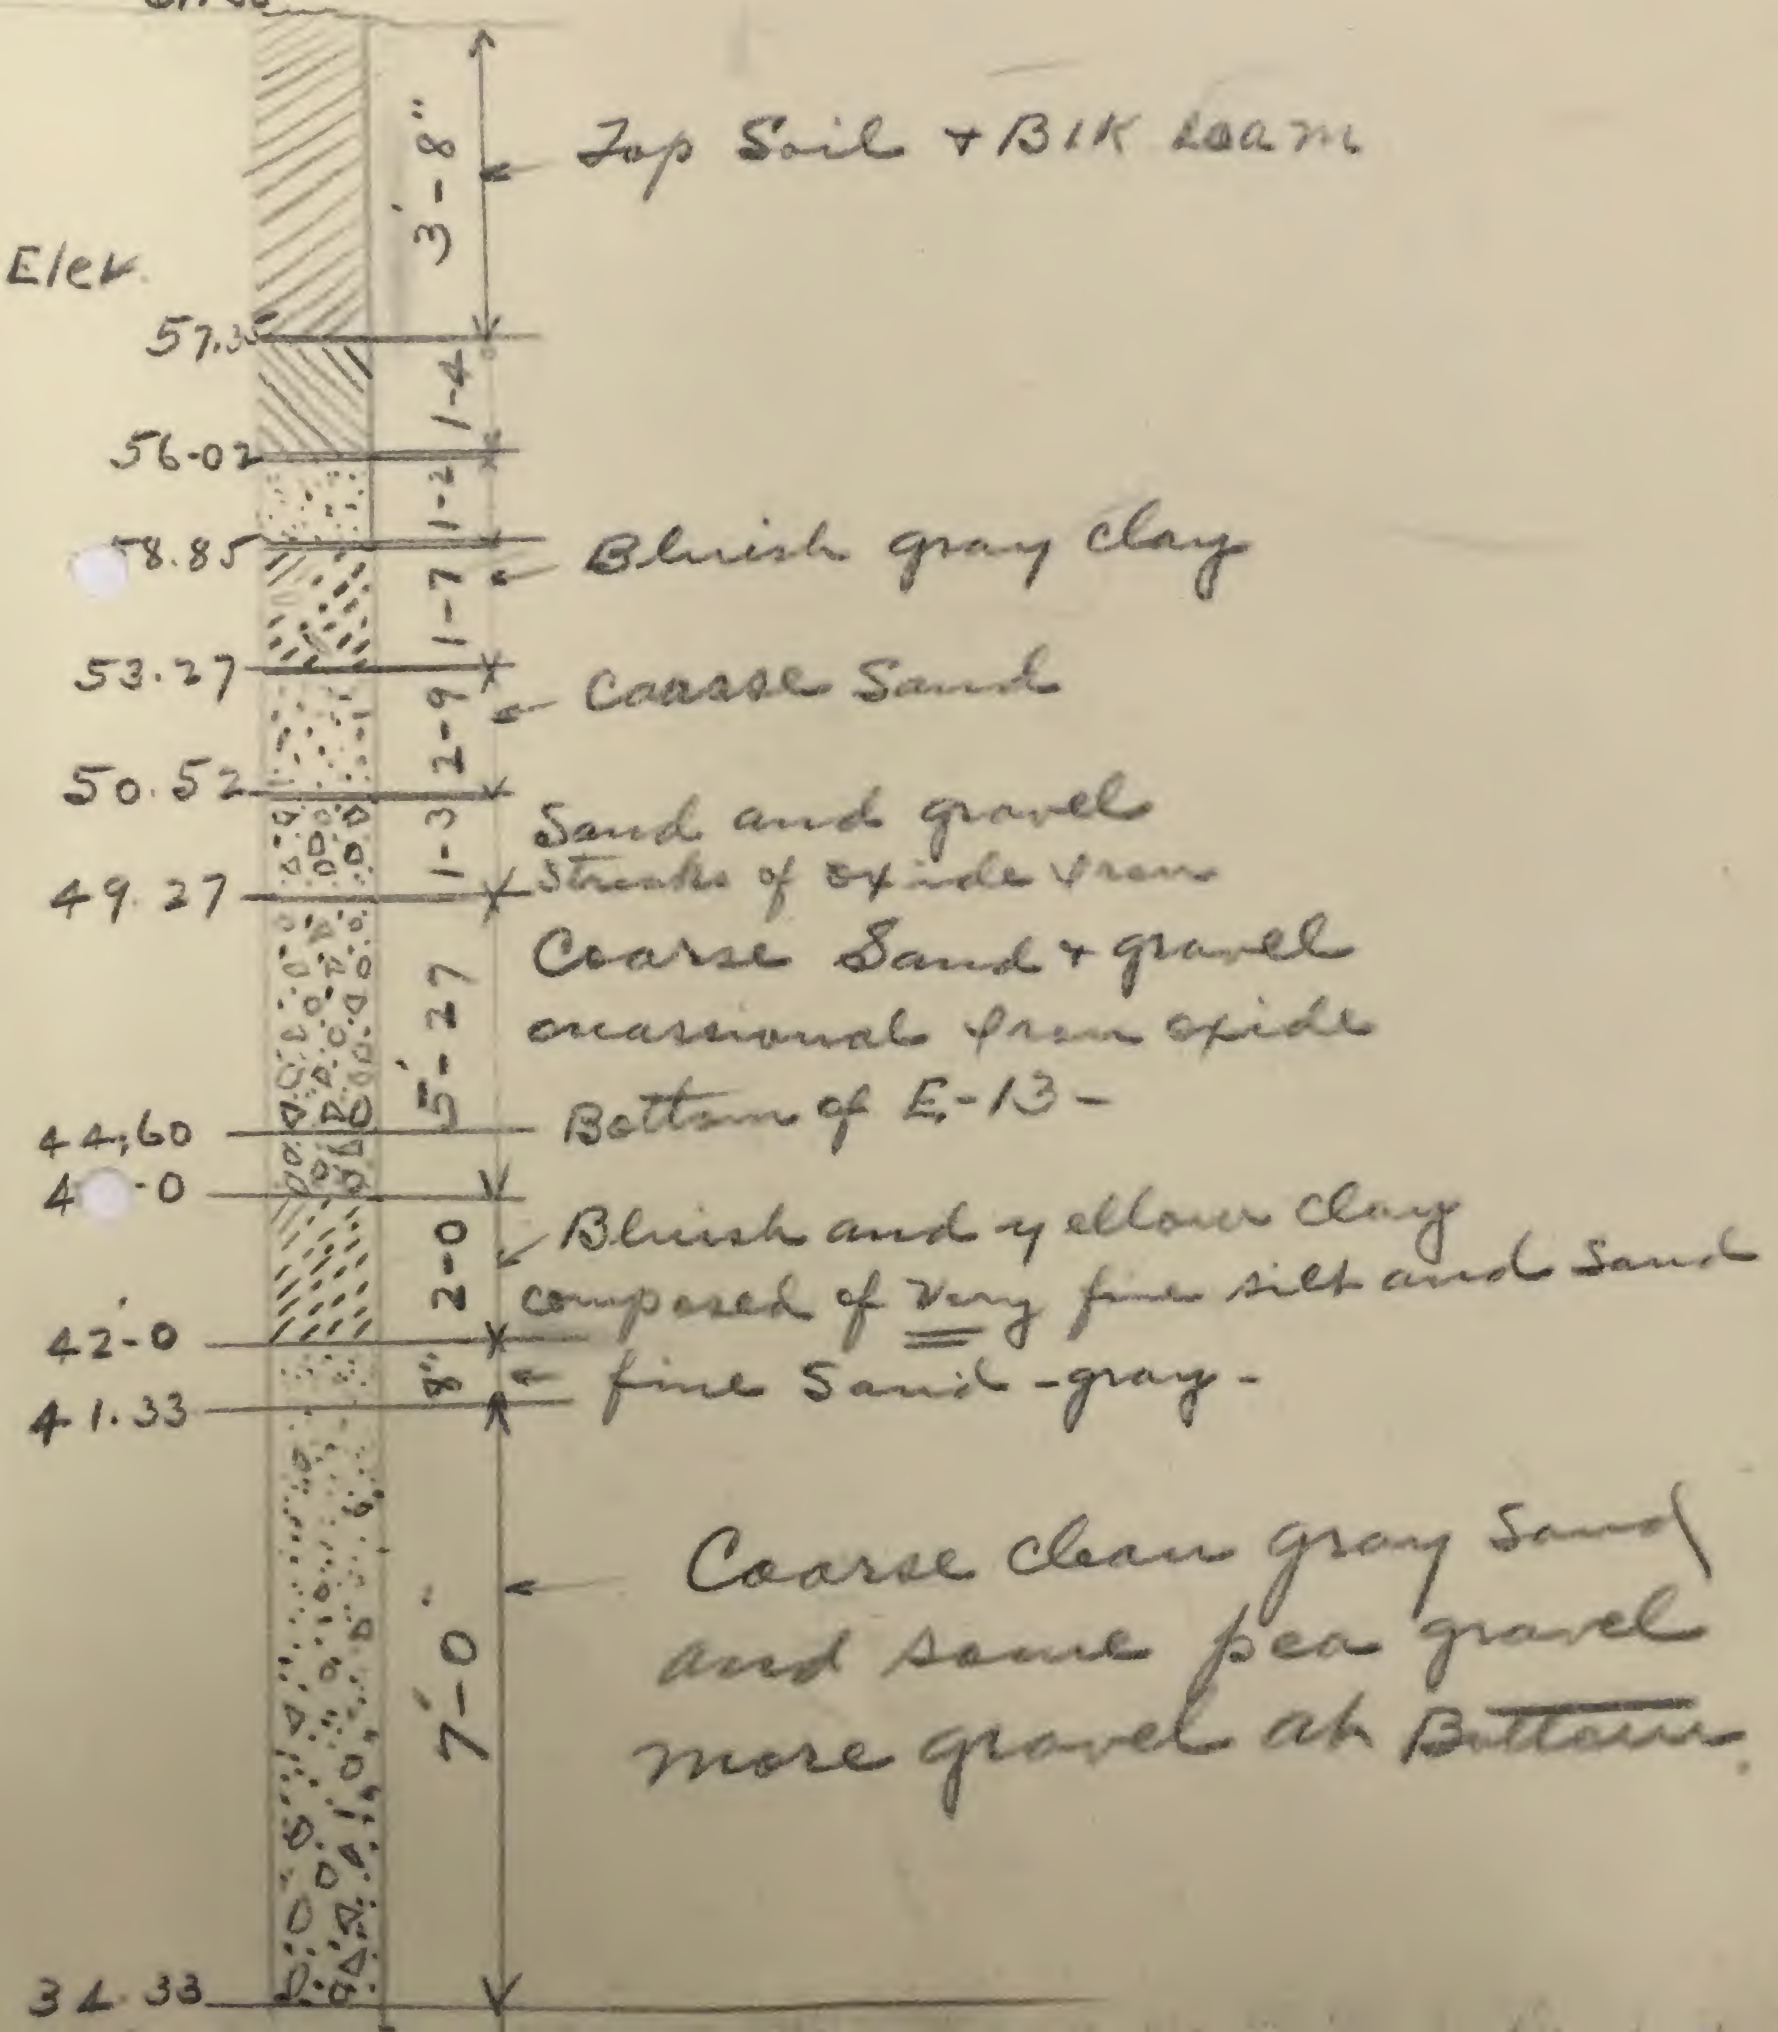 3'-8"
Top Soil + Blk Loam
Elev.
57.35
1-4
56-02
1-2
58.85
Bluish gray clay
1-7
53.27
Coarse Sand
2-9
50.52
Sand and gravel
1-3
Streaks of oxide Iron
49.27
Coarse Sand + gravel
5'-27
occassional Iron oxide
Bottom of E-13-
44.60
4 -0
Bluish and yellow clay
2-0
composed of Very fine silt and sand
42'-0
8"
fine Sand - gray -
41.33
Coarse clean gray Sand
7'-0"
and some pea gravel
more gravel at Bottom.
34.33